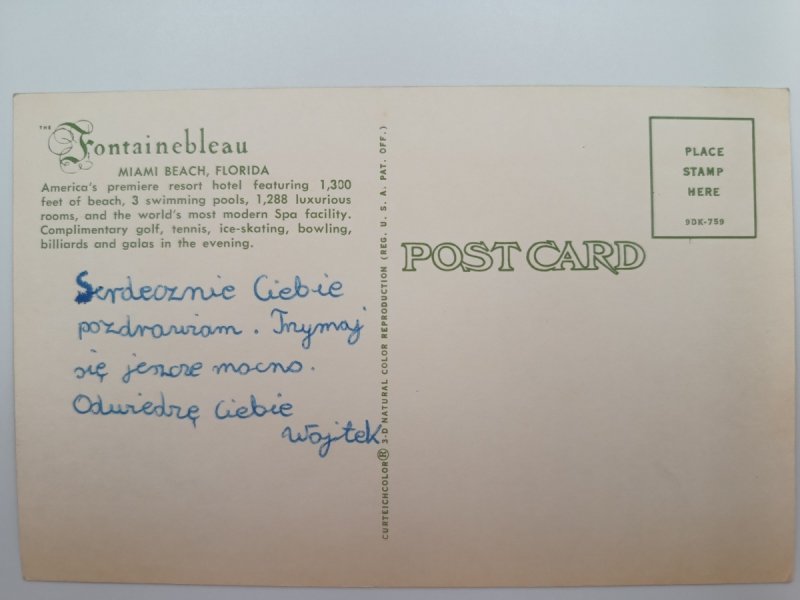 THE Fontainebleau
MIAMI BEACH, FLORIDA
America's premiere resort hotel featuring 1,300
feet of beach, 3 swimming pools, 1,288 luxurious
rooms, and the world's most modern Spa facility.
Complimentary golf, tennis, ice-skating, bowling,
billiards and galas in the evening.
Serdecznie Ciebie
pozdrawiam. Trzymaj
się jeszcze mocno.
Odwiedzę Ciebie
Wojtek
CURTEICHCOLOR® 3-D NATURAL COLOR REPRODUCTION (REG. U. S. A. PAT. OFF.)
POST CARD
PLACE
STAMP
HERE
9DK-759